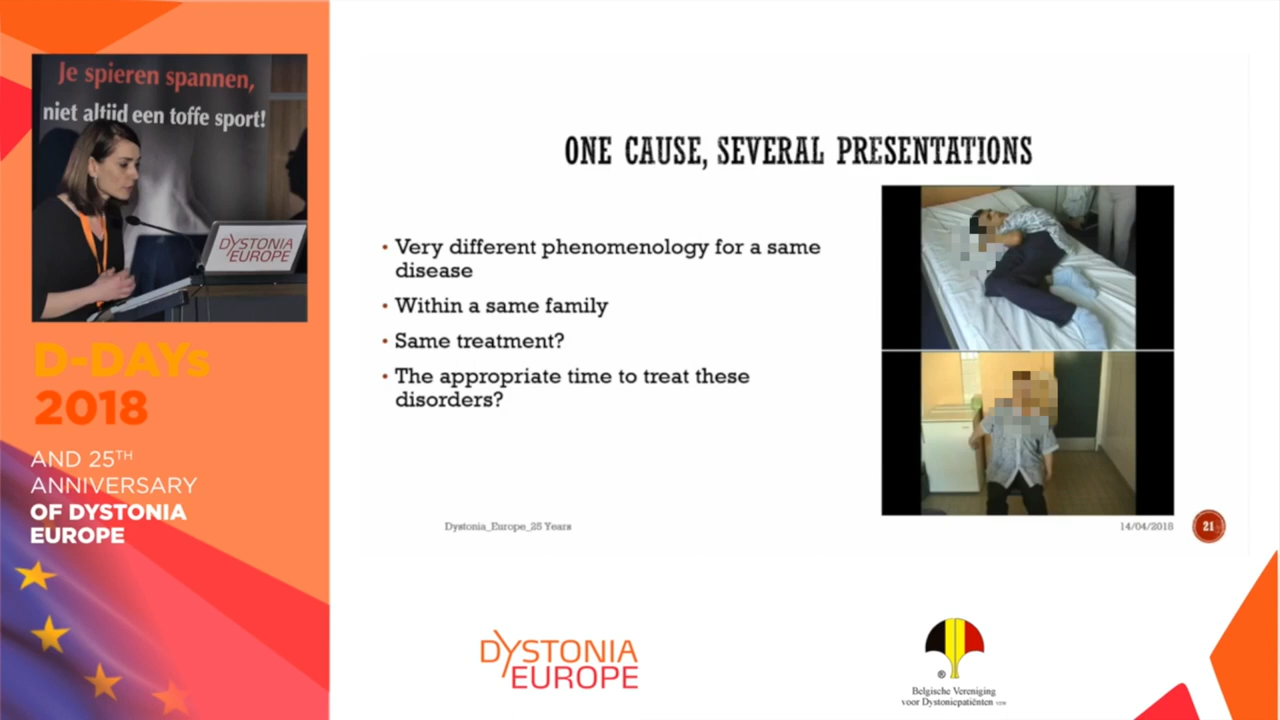 Je spieren spannen,
niet altijd een toffe sport!
DYSTONIA
EUROPE
D-DAYs
2018
AND 25TH
ANNIVERSARY
OF DYSTONIA
EUROPE
ONE CAUSE, SEVERAL PRESENTATIONS
• Very different phenomenology for a same
disease
• Within a same family
• Same treatment?
• The appropriate time to treat these
disorders?
Dystonia_Europe_25 Years
14/04/2018
21
DYSTONIA
EUROPE
®
Belgische Vereniging
voor Dystoniepatiënten vzw